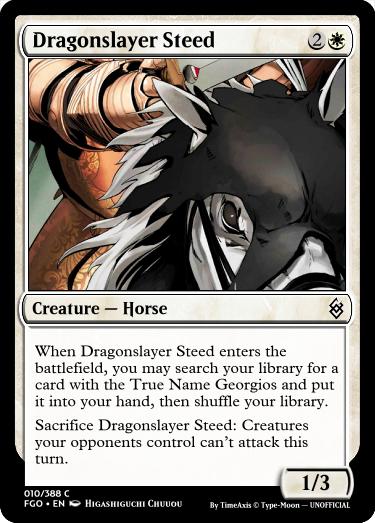 Dragonslayer Steed 2
Creature — Horse
When Dragonslayer Steed enters the
battlefield, you may search your library for a
card with the True Name Georgios and put
it into your hand, then shuffle your library.
Sacrifice Dragonslayer Steed: Creatures
your opponents control can't attack this
turn.
1/3
010/388 C
FGO • EN Higashiguchi Chuuou
By TimeAxis © Type-Moon — UNOFFICIAL